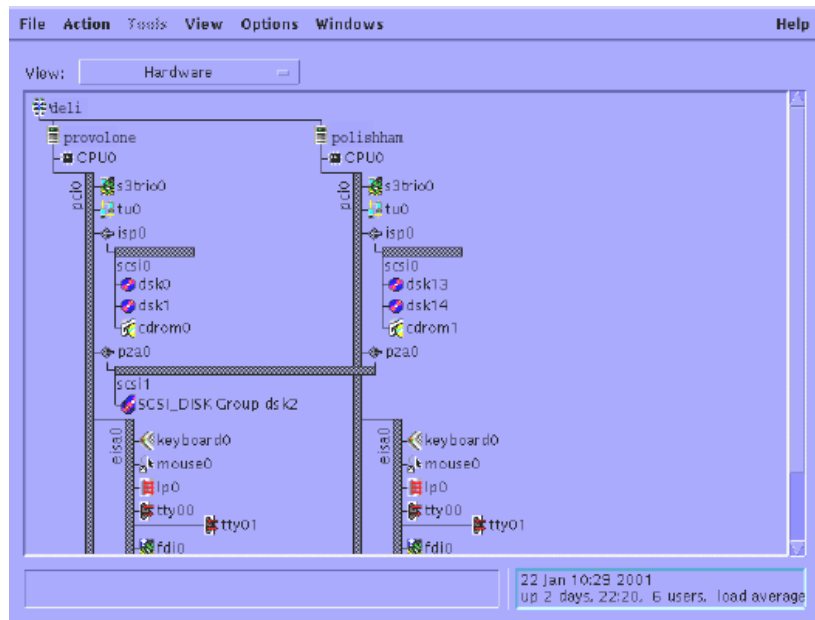 File Action Tools View Options Windows Help
View: Hardware
deli
provolone polishham
CPU0 CPU0
pci0 pci0
s3trio0 s3trio0
tu0 tu0
isp0 isp0
scsi0 scsi0
dsk0 dsk13
dsk1 dsk14
cdrom0 cdrom1
pza0 pza0
scsi1
SCSI_DISK Group dsk2
eisa0 eisa0
keyboard0 keyboard0
mouse0 mouse0
lp0 lp0
tty00 tty00
tty01 tty01
fdi0 fdi0
22 Jan 10:29 2001
up 2 days, 22:20, 6 users, load average